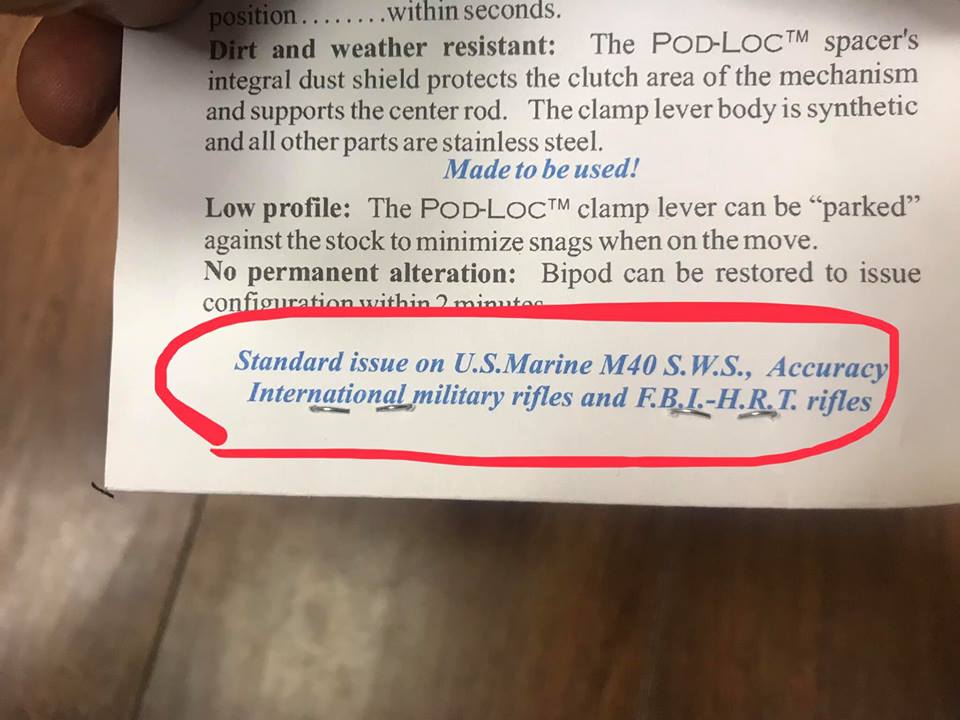 position........within seconds.
Dirt and weather resistant: The POD-LOC™ spacer's
integral dust shield protects the clutch area of the mechanism
and supports the center rod. The clamp lever body is synthetic
and all other parts are stainless steel.
Made to be used!
Low profile: The POD-LOC™ clamp lever can be “parked”
against the stock to minimize snags when on the move.
No permanent alteration: Bipod can be restored to issue
configuration within 2 minutes
Standard issue on U.S.Marine M40 S.W.S., Accuracy
International military rifles and F.B.I.-H.R.T. rifles